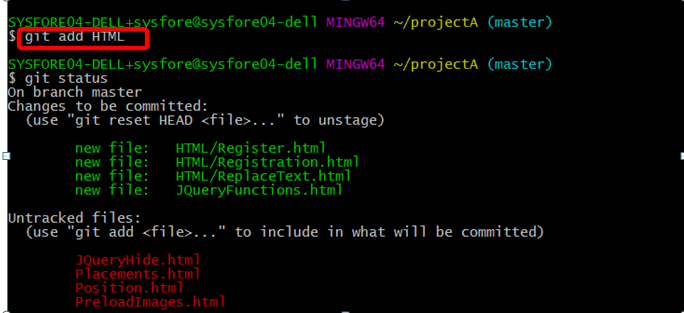 SYSFORE04-DELL+sysfore@sysfore04-dell MINGW64 ~/projectA (master)
$ git add HTML
SYSFORE04-DELL+sysfore@sysfore04-dell MINGW64 ~/projectA (master)
$ git status
On branch master
Changes to be committed:
(use "git reset HEAD <file>..." to unstage)
new file: HTML/Register.html
new file: HTML/Registration.html
new file: HTML/ReplaceText.html
new file: JQueryFunctions.html
Untracked files:
(use "git add <file>..." to include in what will be committed)
JQueryHide.html
Placements.html
Position.html
PreloadImages.html